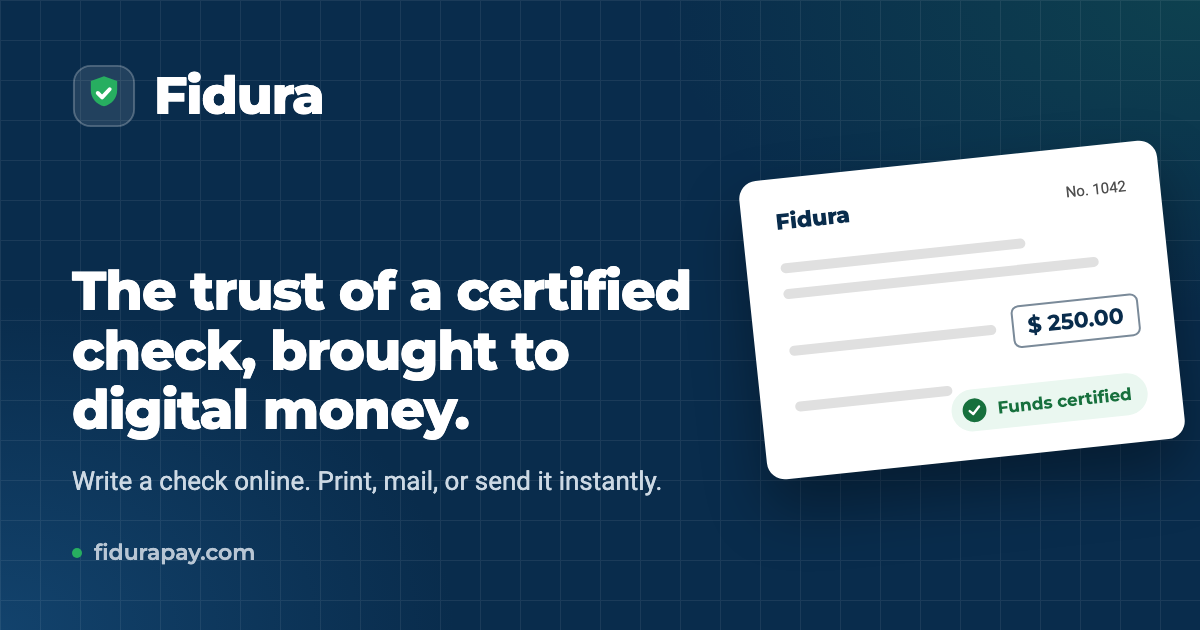 Fidura
The trust of a certified
check, brought to
digital money.
Write a check online. Print, mail, or send it instantly.
fidurapay.com
Fidura
No. 1042
$ 250.00
Funds certified